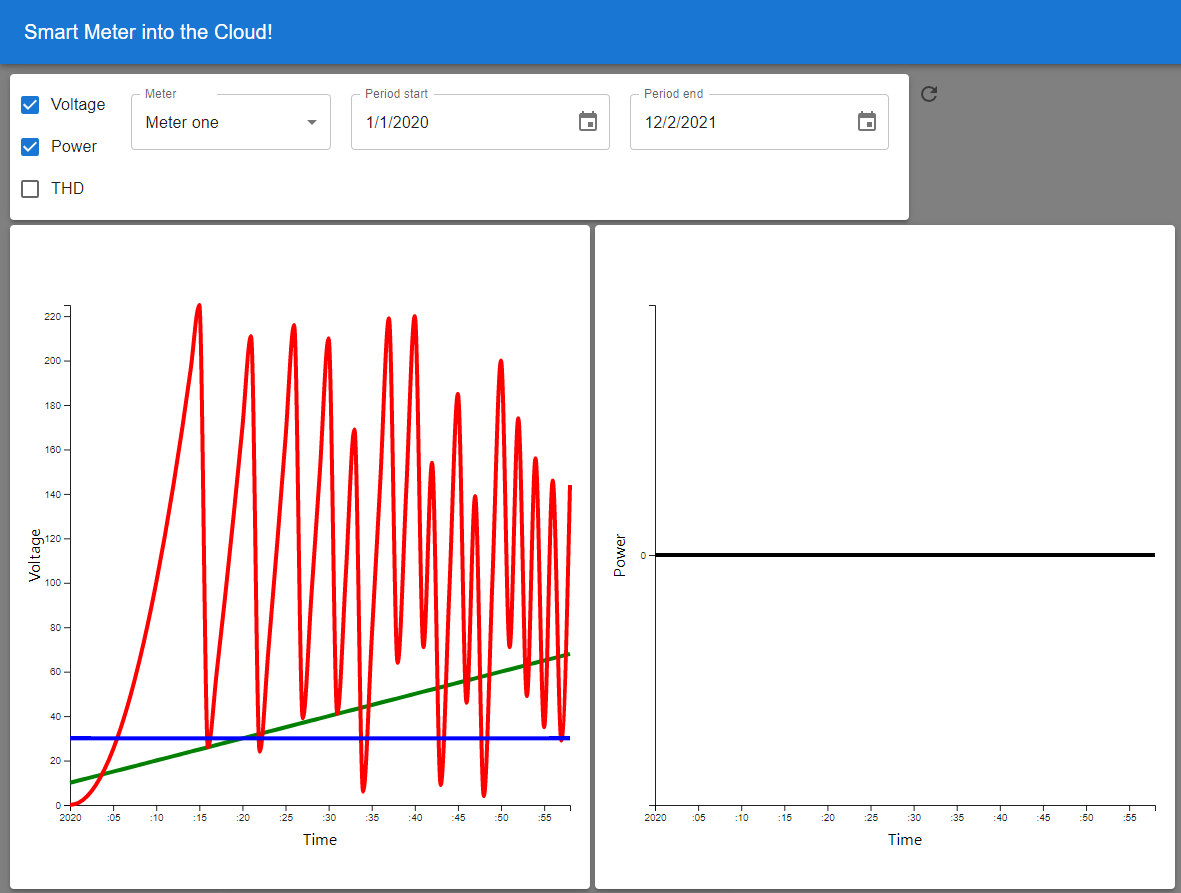 Smart Meter into the Cloud!
Voltage
Power
THD
Meter
Meter one
Period start
1/1/2020
Period end
12/2/2021
220
200
180
160
140
120
100
80
60
40
20
0
Voltage
2020 :05 :10 :15 :20 :25 :30 :35 :40 :45 :50 :55
Time
0
Power
2020 :05 :10 :15 :20 :25 :30 :35 :40 :45 :50 :55
Time